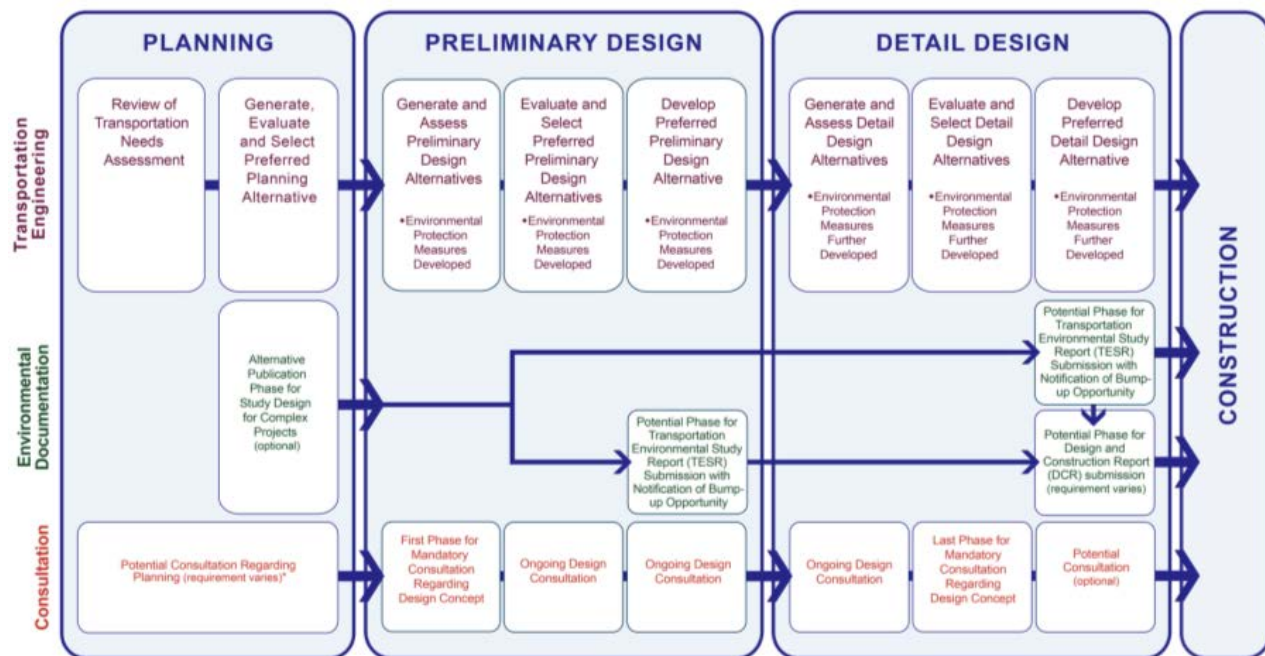 PLANNING
PRELIMINARY DESIGN
DETAIL DESIGN
CONSTRUCTION
Transportation
Engineering
Review of
Transportation
Needs
Assessment
Generate,
Evaluate
and Select
Preferred
Planning
Alternative
Generate and
Assess
Preliminary
Design
Alternatives
•Environmental
Protection
Measures
Developed
Evaluate and
Select
Preferred
Preliminary
Design
Alternatives
•Environmental
Protection
Measures
Developed
Develop
Preferred
Preliminary
Design
Alternative
•Environmental
Protection
Measures
Developed
Generate and
Assess Detail
Design
Alternatives
•Environmental
Protection
Measures
Further
Developed
Evaluate and
Select Detail
Design
Alternatives
•Environmental
Protection
Measures
Further
Developed
Develop
Preferred
Detail Design
Alternative
•Environmental
Protection
Measures
Further
Developed
Environmental
Documentation
Alternative
Publication
Phase for
Study Design
for Complex
Projects
(optional)
Potential Phase for
Transportation
Environmental Study
Report (TESR)
Submission with
Notification of Bump-
up Opportunity
Potential Phase for
Transportation
Environmental Study
Report (TESR)
Submission with
Notification of Bump-
up Opportunity
Potential Phase for
Design and
Construction Report
(DCR) submission
(requirement varies)
Consultation
Potential Consultation Regarding
Planning (requirement varies)*
First Phase for
Mandatory
Consultation
Regarding
Design Concept
Ongoing Design
Consultation
Ongoing Design
Consultation
Ongoing Design
Consultation
Last Phase for
Mandatory
Consultation
Regarding
Design Concept
Potential
Consultation
(optional)